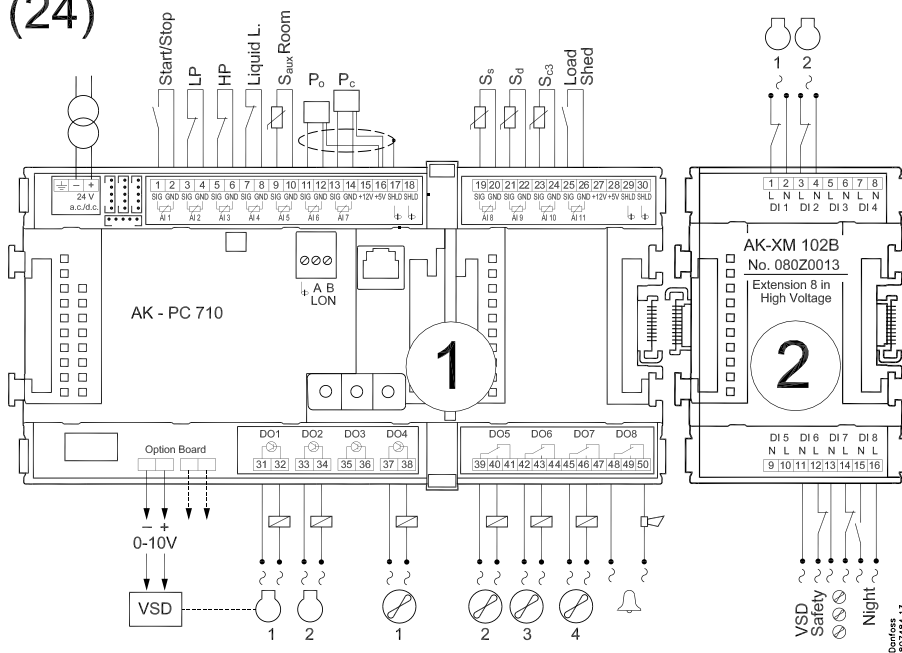 (24)
Start/Stop
LP
HP
Liquid L.
Saux Room
Po
Pc
Ss
Sd
Sc3
Load
Shed
1 2
24 V
a.c./d.c.
1 2 3 4 5 6 7 8 9 10 11 12 13 14 15 16 17 18
SIG GND SIG GND SIG GND SIG GND SIG GND SIG GND SIG GND +12V +5V SHLD SHLD
AI 1 AI 2 AI 3 AI 4 AI 5 AI 6 AI 7
19 20 21 22 23 24 25 26 27 28 29 30
SIG GND SIG GND SIG GND SIG GND +12V +5V SHLD SHLD
AI 8 AI 9 AI 10 AI 11
1 2 3 4 5 6 7 8
L N L N L N L N
DI 1 DI 2 DI 3 DI 4
A B
LON
AK - PC 710
1
AK-XM 102B
No. 080Z0013
Extension 8 in
High Voltage
2
Option Board
DO1 DO2 DO3 DO4
31 32 33 34 35 36 37 38
DO5 DO6 DO7 DO8
39 40 41 42 43 44 45 46 47 48 49 50
DI 5 DI 6 DI 7 DI 8
N L N L N L N L
9 10 11 12 13 14 15 16
− +
0-10V
VSD
1 2 1 2 3 4
VSD
Safety
Night
Danfoss